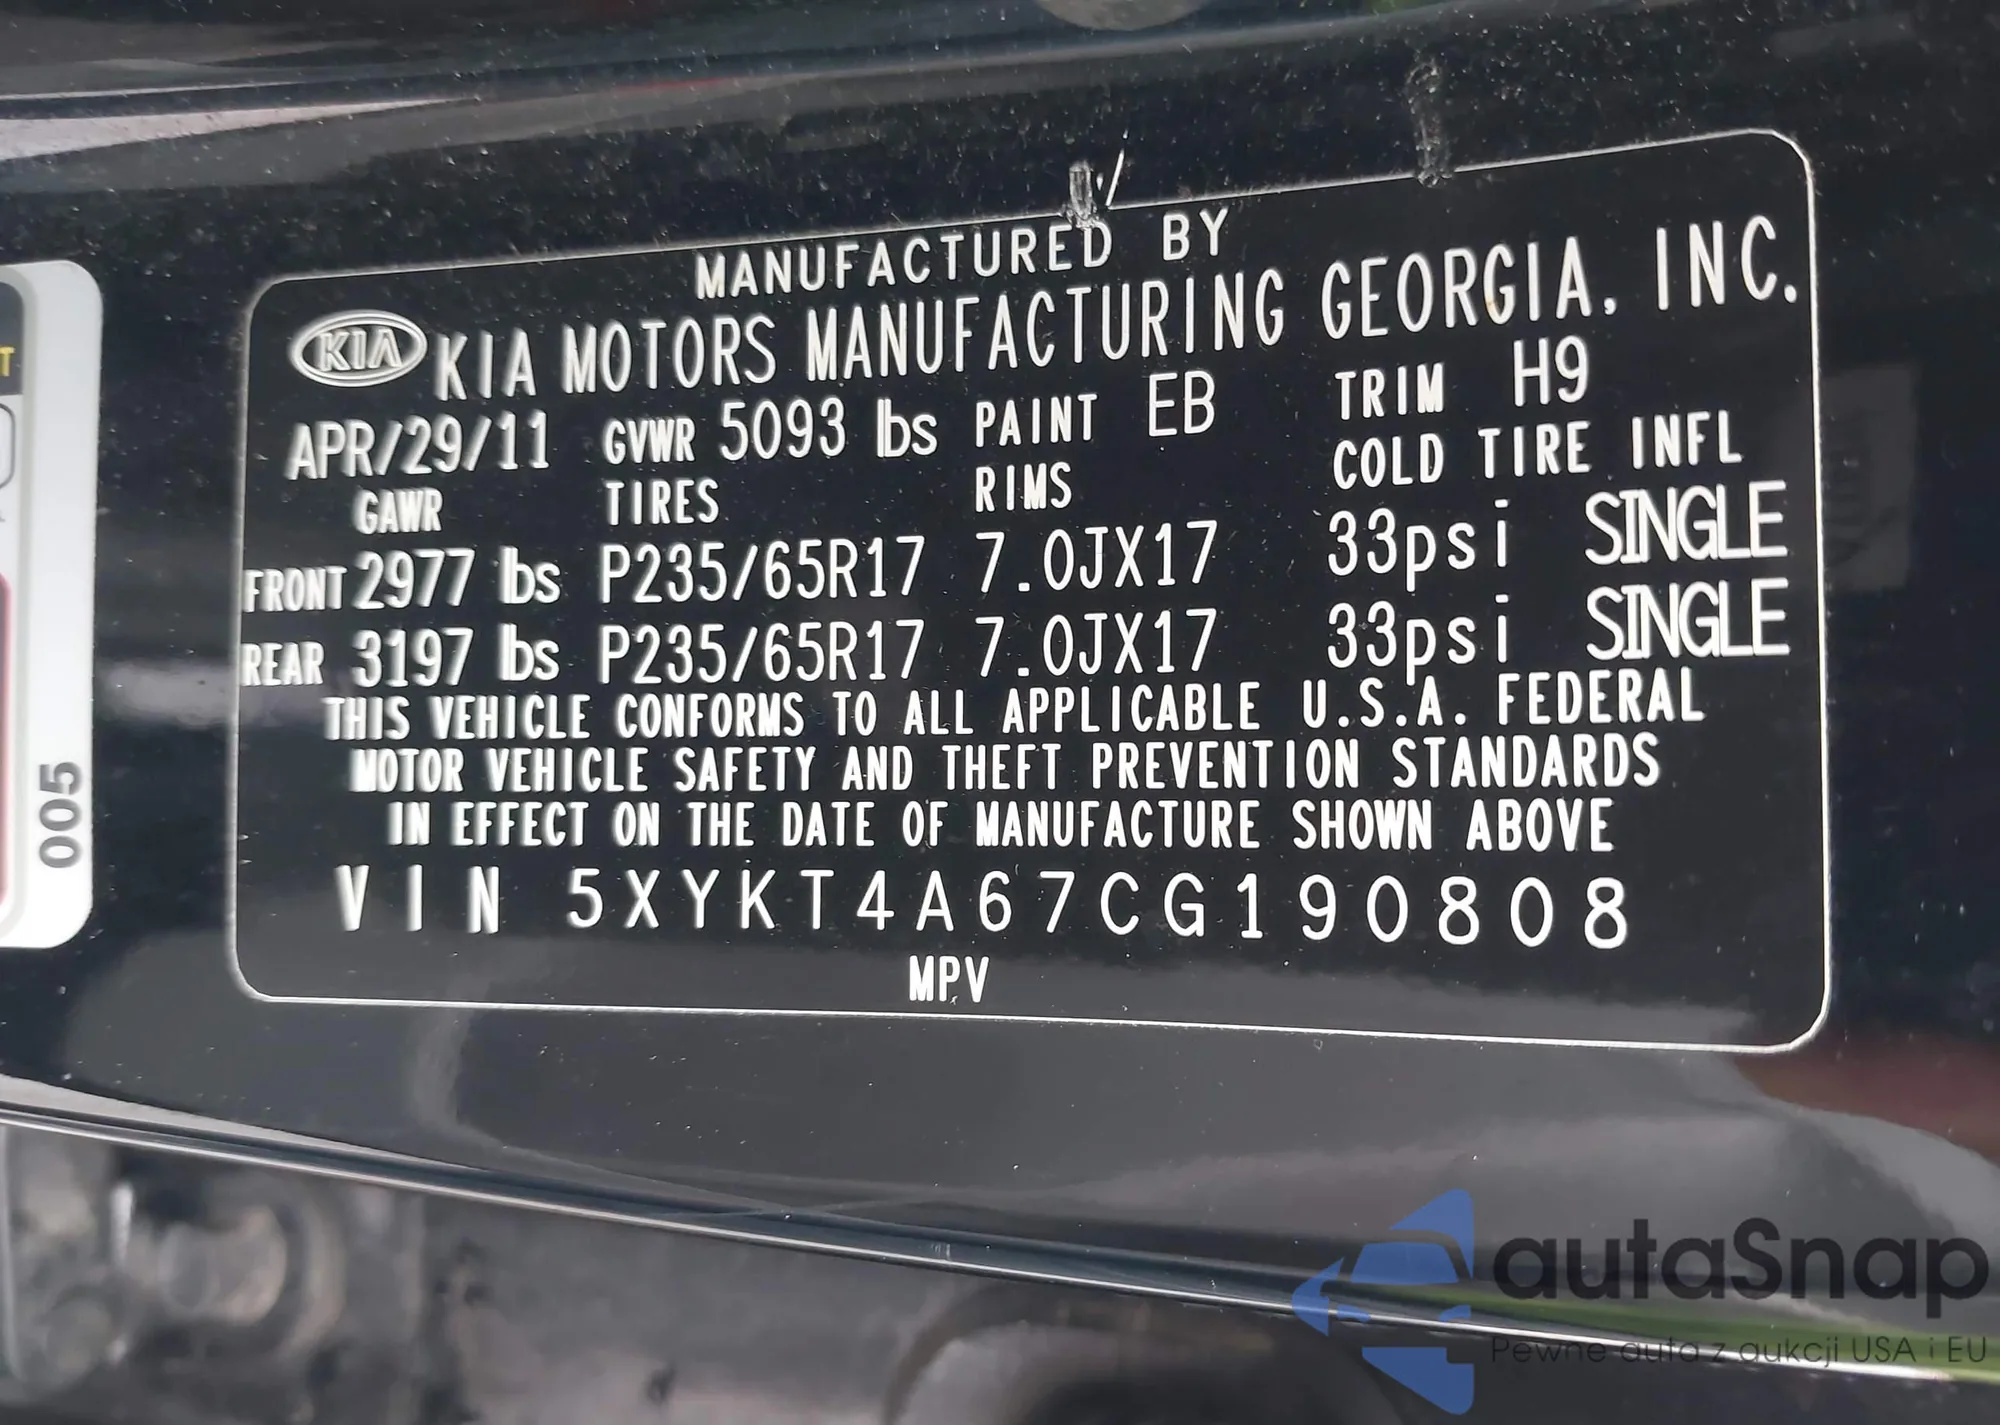 MANUFACTURED BY
KIA KIA MOTORS MANUFACTURING GEORGIA, INC.
APR/29/11 GVWR 5093 lbs PAINT EB TRIM H9
GAWR TIRES RIMS COLD TIRE INFL
FRONT 2977 lbs P235/65R17 7.0JX17 33psi SINGLE
REAR 3197 lbs P235/65R17 7.0JX17 33psi SINGLE
THIS VEHICLE CONFORMS TO ALL APPLICABLE U.S.A. FEDERAL
MOTOR VEHICLE SAFETY AND THEFT PREVENTION STANDARDS
IN EFFECT ON THE DATE OF MANUFACTURE SHOWN ABOVE
VIN 5XYKT4A67CG190808
MPV
005
autaSnap
Pewne auta z aukcji USA i EU